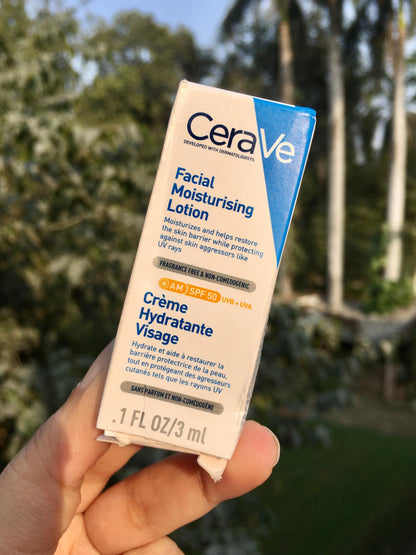 CeraVe
DEVELOPED WITH DERMATOLOGISTS
Facial
Moisturising
Lotion
Moisturizes and helps restore
the skin barrier while protecting
against skin aggressors like
UV rays
FRAGRANCE FREE & NON-COMEDOGENIC
AM SPF 50 UVB + UVA
Crème
Hydratante
Visage
Hydrate et aide à restaurer la
barrière protectrice de la peau,
tout en protégeant des agresseurs
cutanés tels que les rayons UV
SANS PARFUM ET NON-COMÉDOGÈNE
.1 FL OZ/3 ml